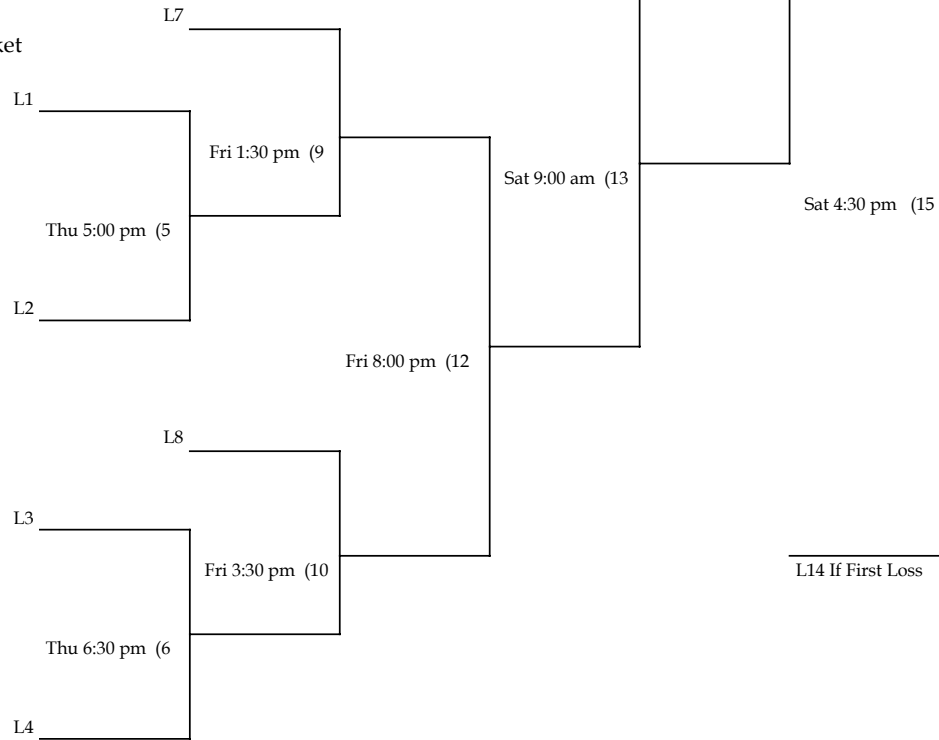 L7
ket
L1
Fri 1:30 pm (9
Sat 9:00 am (13
Sat 4:30 pm (15
Thu 5:00 pm (5
L2
Fri 8:00 pm (12
L8
L3
Fri 3:30 pm (10
L14 If First Loss
Thu 6:30 pm (6
L4